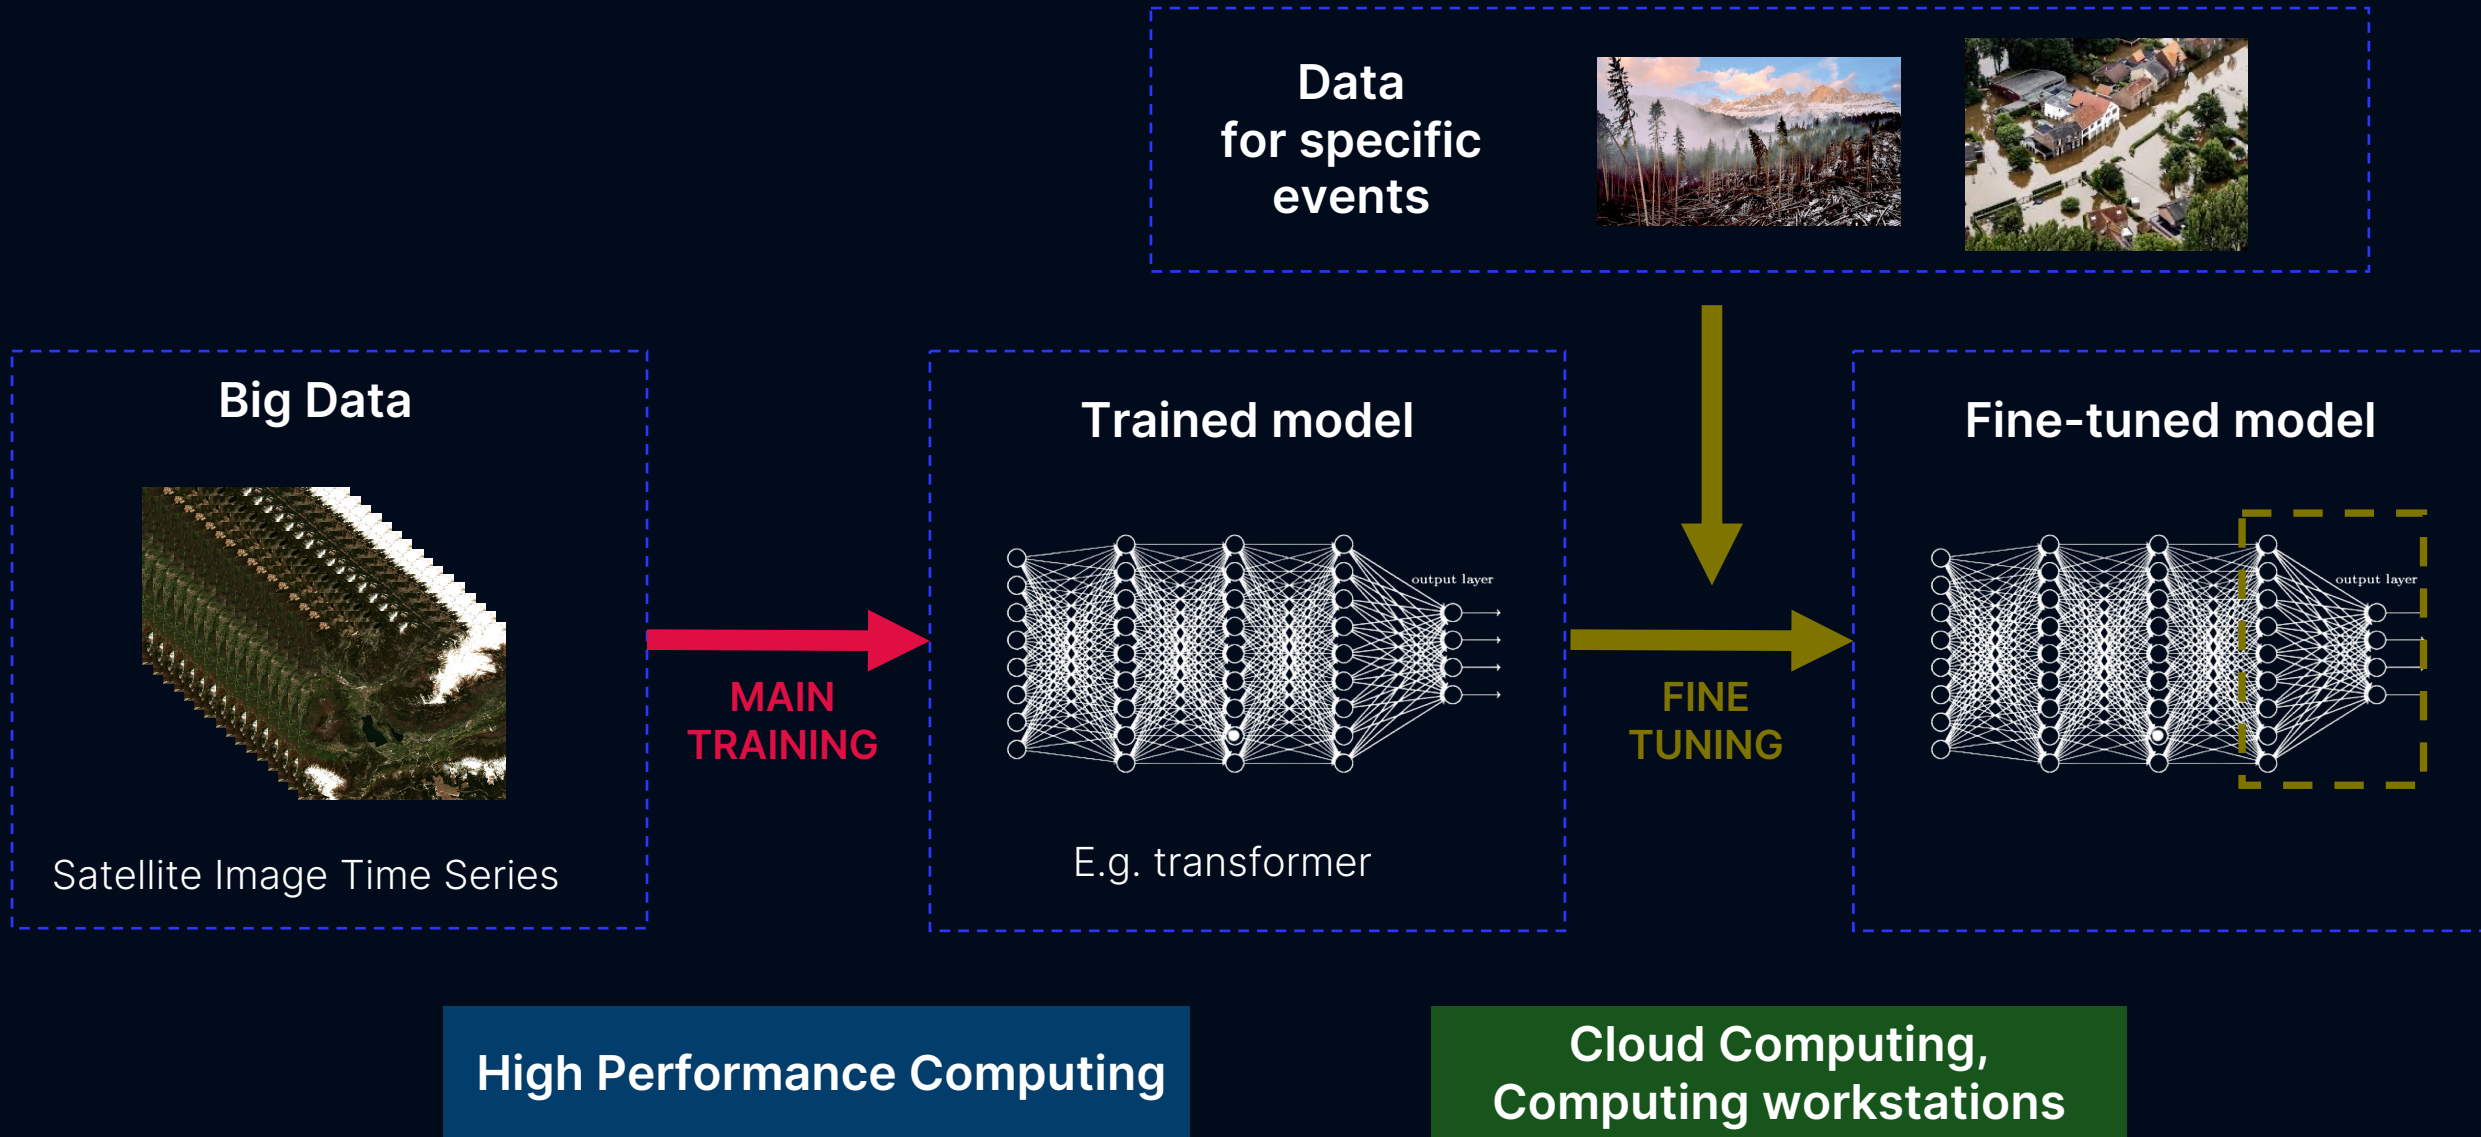 Data
for specific
events
Big Data
Satellite Image Time Series
MAIN
TRAINING
Trained model
output layer
E.g. transformer
FINE
TUNING
Fine-tuned model
output layer
High Performance Computing
Cloud Computing,
Computing workstations